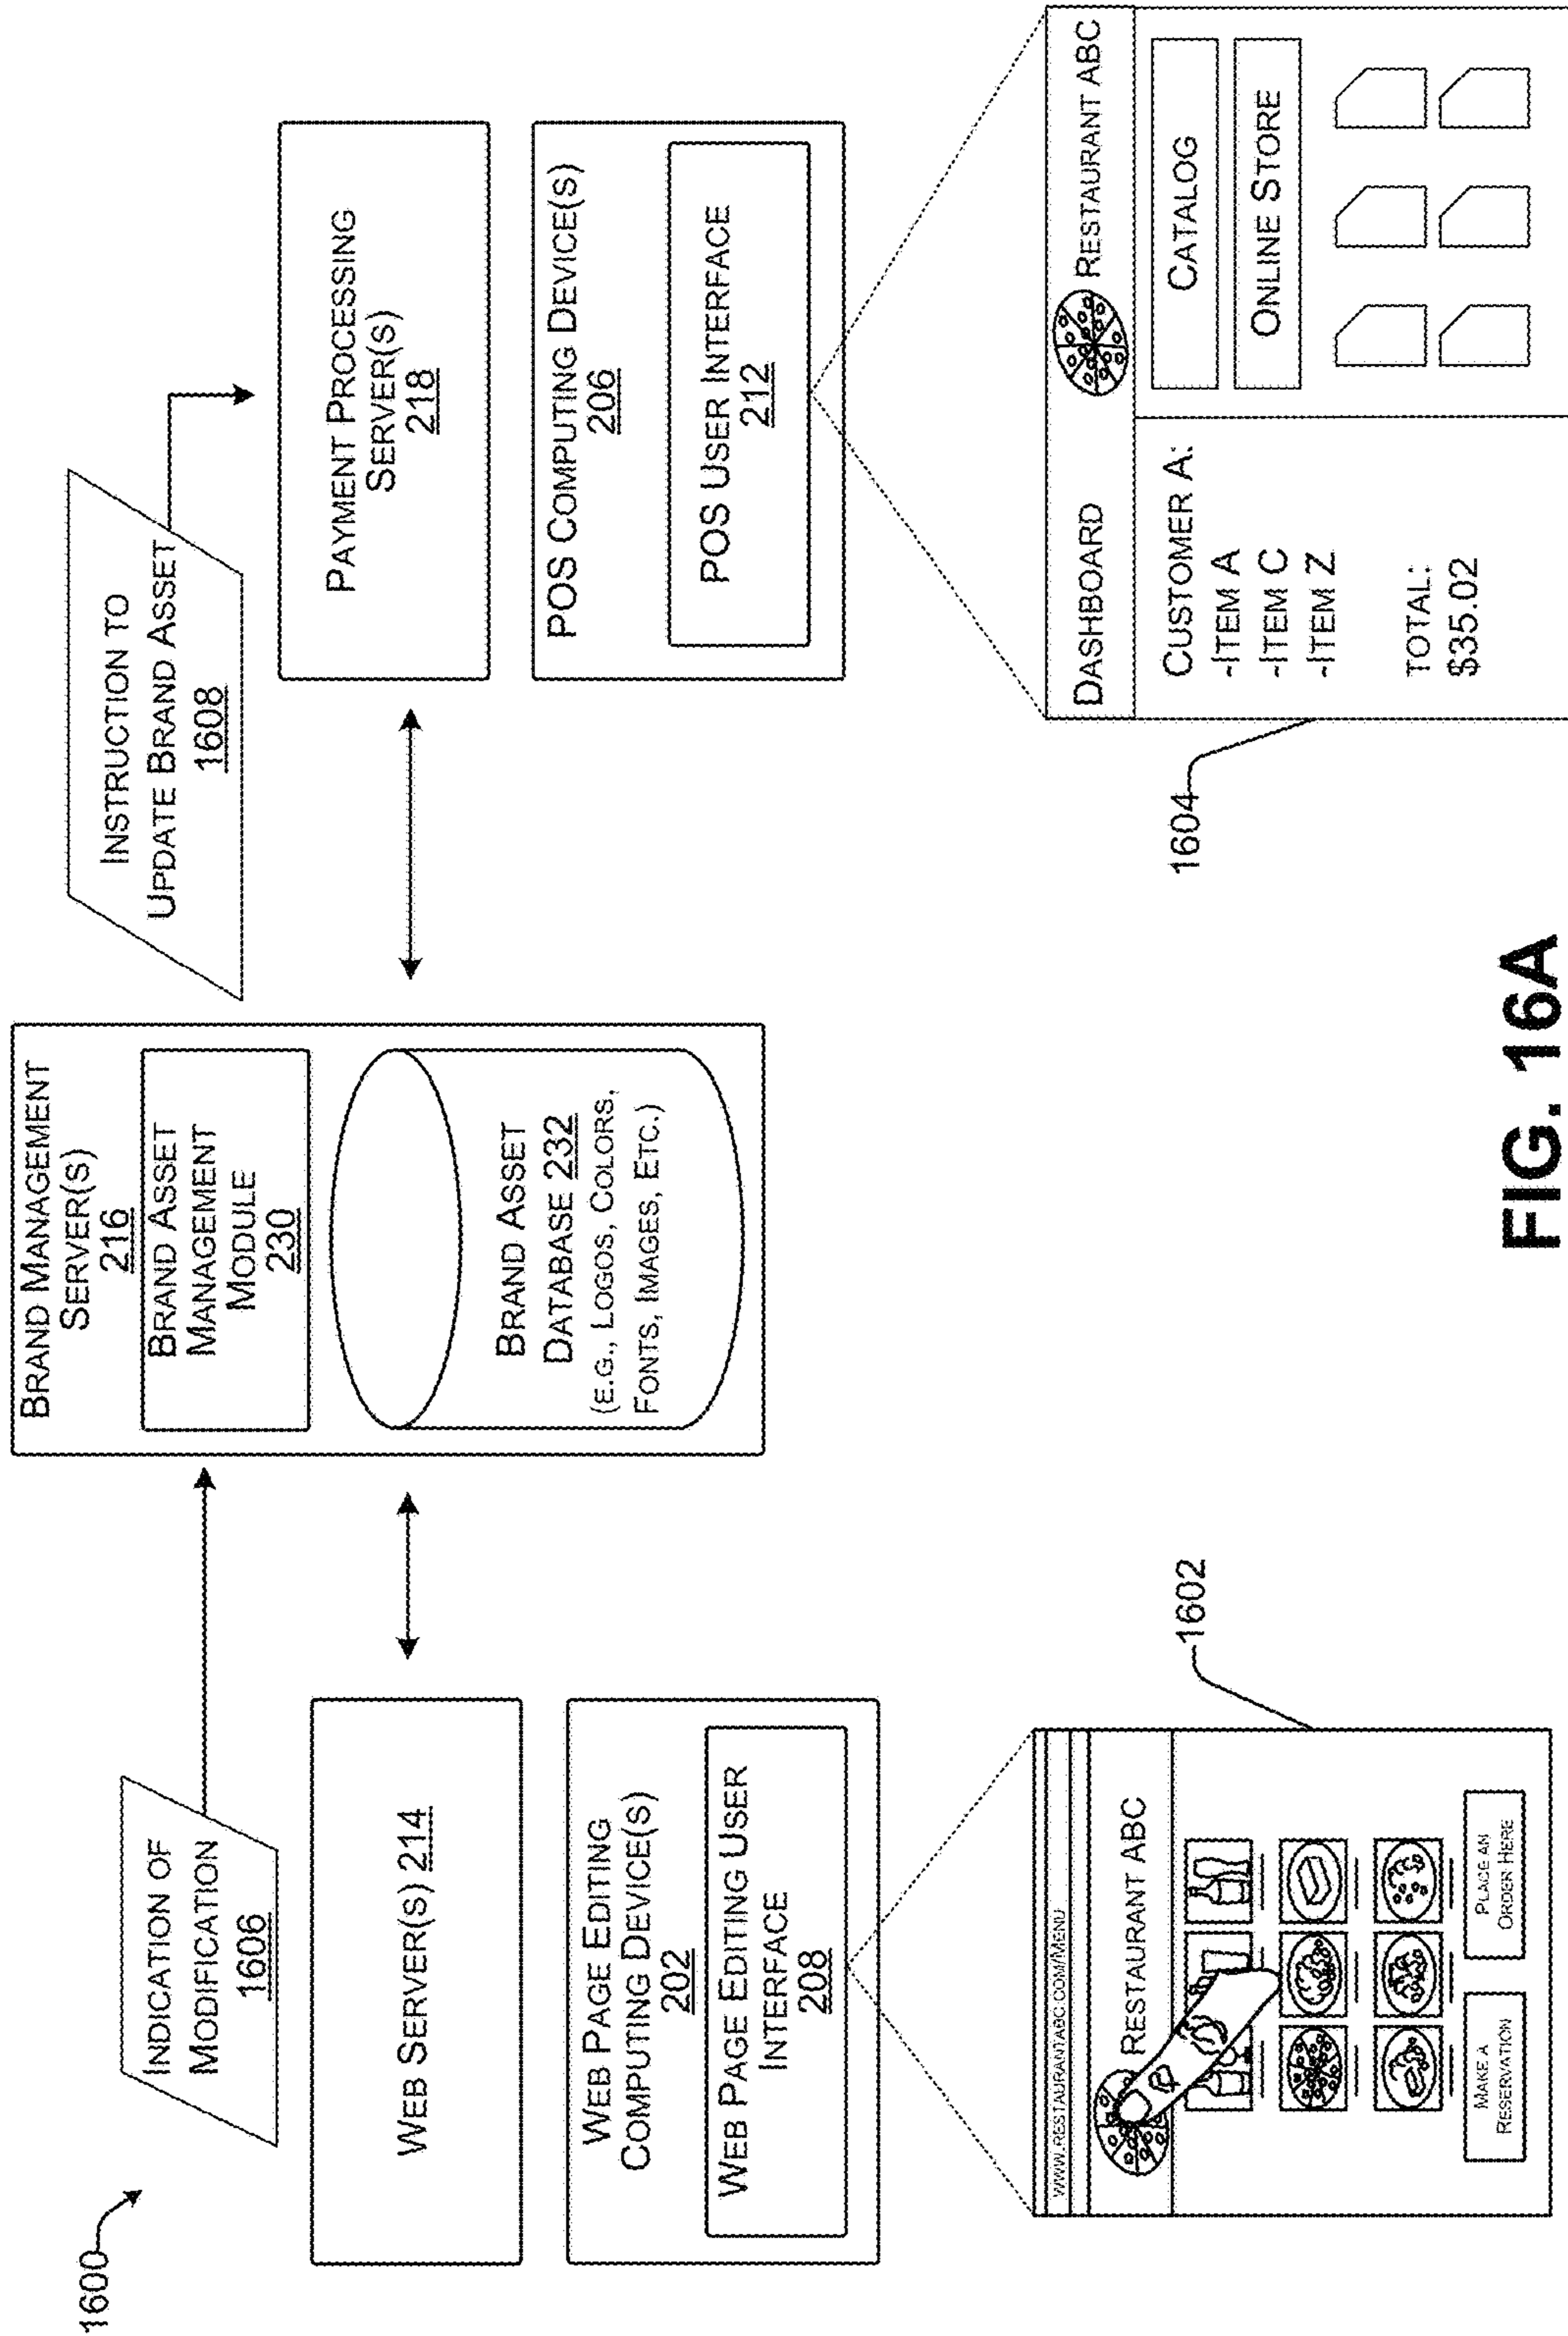 1600
INDICATION OF
MODIFICATION
1606
WEB SERVER(S) 214
WEB PAGE EDITING
COMPUTING DEVICE(S)
202
WEB PAGE EDITING USER
INTERFACE
208
WWW.RESTAURANTABC.COM/MENU
RESTAURANT ABC
MAKE A
RESERVATION
PLACE AN
ORDER HERE
1602
BRAND MANAGEMENT
SERVER(S)
216
BRAND ASSET
MANAGEMENT
MODULE
230
BRAND ASSET
DATABASE 232
(E.G., LOGOS, COLORS,
FONTS, IMAGES, ETC.)
INSTRUCTION TO
UPDATE BRAND ASSET
1608
PAYMENT PROCESSING
SERVER(S)
218
POS COMPUTING DEVICE(S)
206
POS USER INTERFACE
212
1604
DASHBOARD
RESTAURANT ABC
CUSTOMER A:
-ITEM A
-ITEM C
-ITEM Z
TOTAL:
$35.02
CATALOG
ONLINE STORE
FIG. 16A